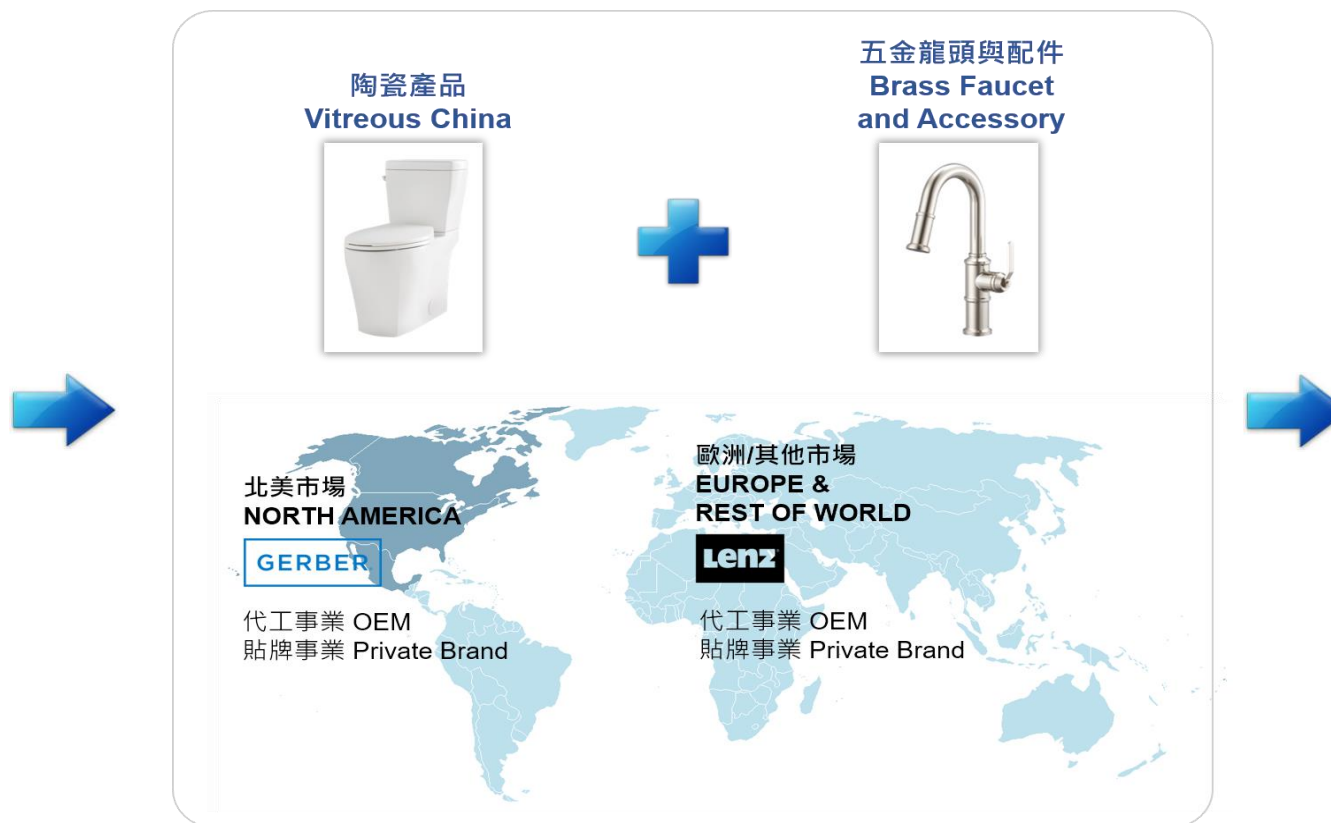 陶瓷產品
Vitreous China
五金龍頭與配件
Brass Faucet
and Accessory
北美市場
NORTH AMERICA
GERBER
代工事業 OEM
貼牌事業 Private Brand
歐洲/其他市場
EUROPE &
REST OF WORLD
Lenz
代工事業 OEM
貼牌事業 Private Brand